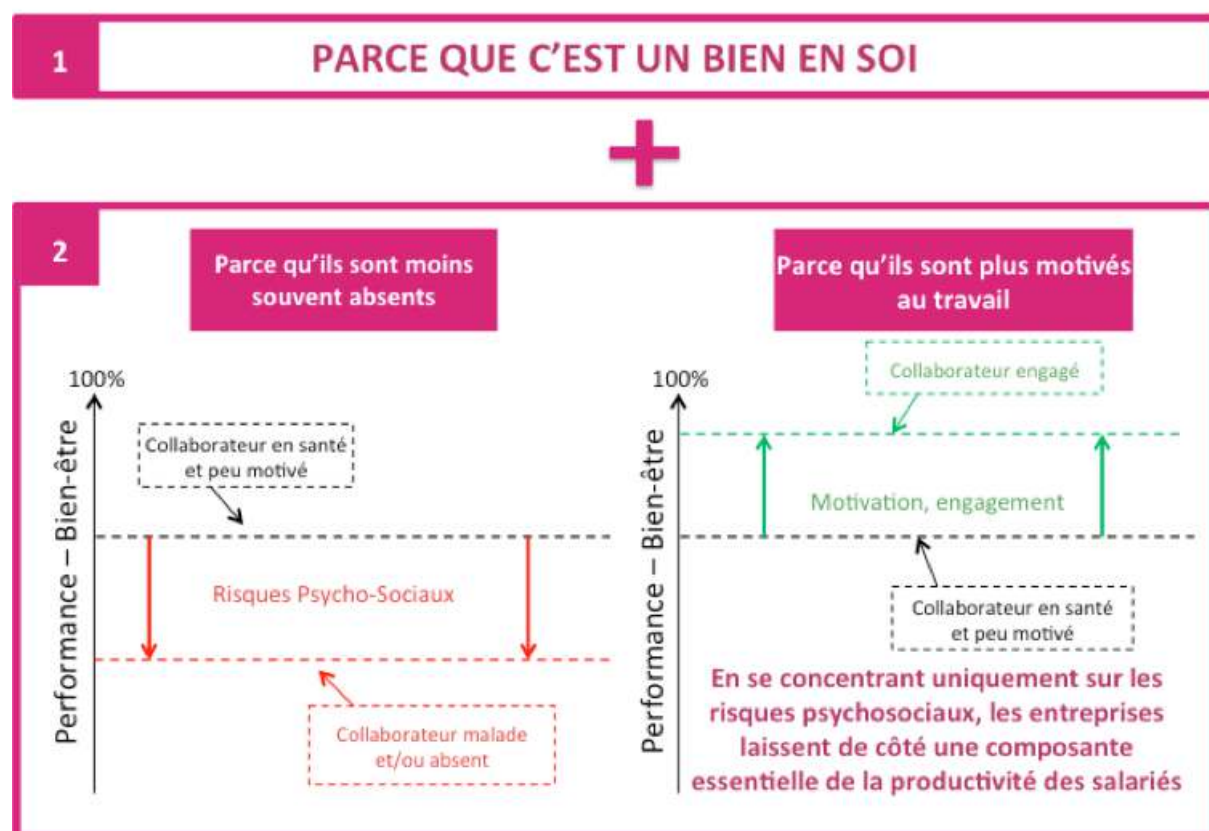 1
PARCE QUE C’EST UN BIEN EN SOI
+
2
Parce qu’ils sont moins
souvent absents
100%
Performance – Bien-être
Collaborateur en santé
et peu motivé
Risques Psycho-Sociaux
Collaborateur malade
et/ou absent
Parce qu’ils sont plus motivés
au travail
100%
Performance – Bien-être
Collaborateur engagé
Motivation, engagement
Collaborateur en santé
et peu motivé
En se concentrant uniquement sur les
risques psychosociaux, les entreprises
laissent de côté une composante
essentielle de la productivité des salariés